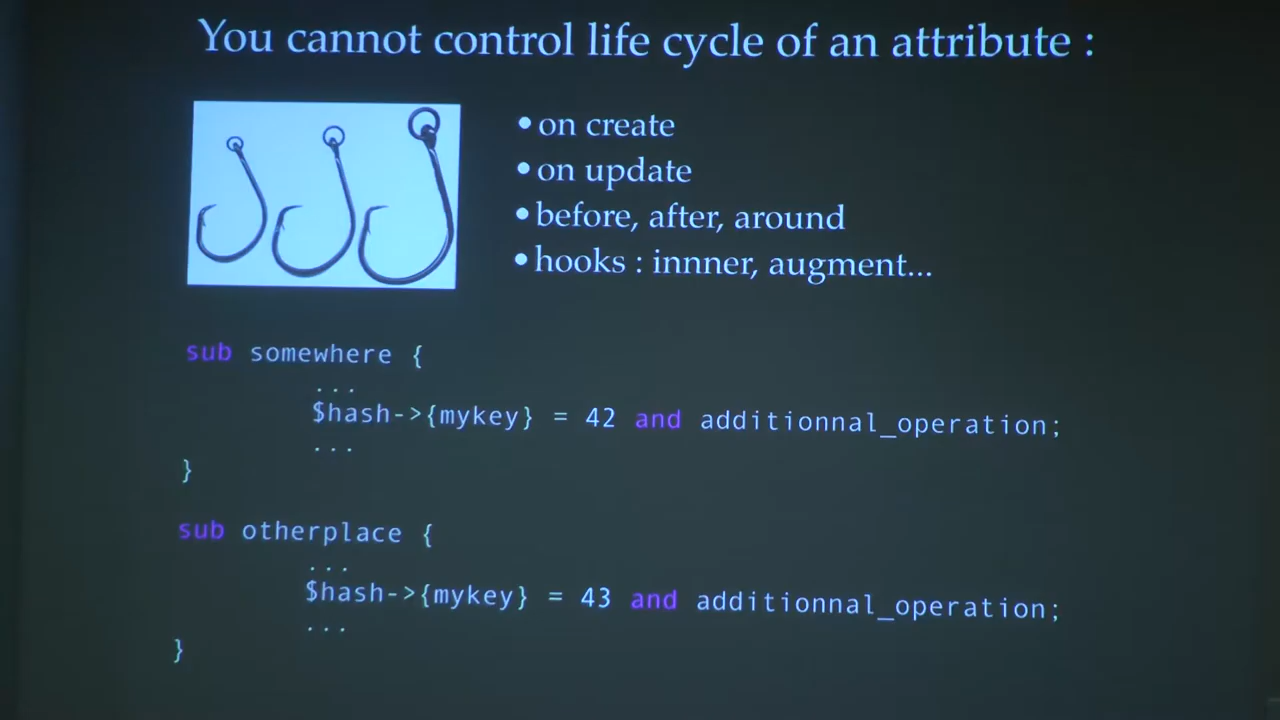 You cannot control life cycle of an attribute :
• on create
• on update
• before, after, around
• hooks : innner, augment...
sub somewhere {
...
$hash->{mykey} = 42 and additionnal_operation;
...
}
sub otherplace {
...
$hash->{mykey} = 43 and additionnal_operation;
...
}